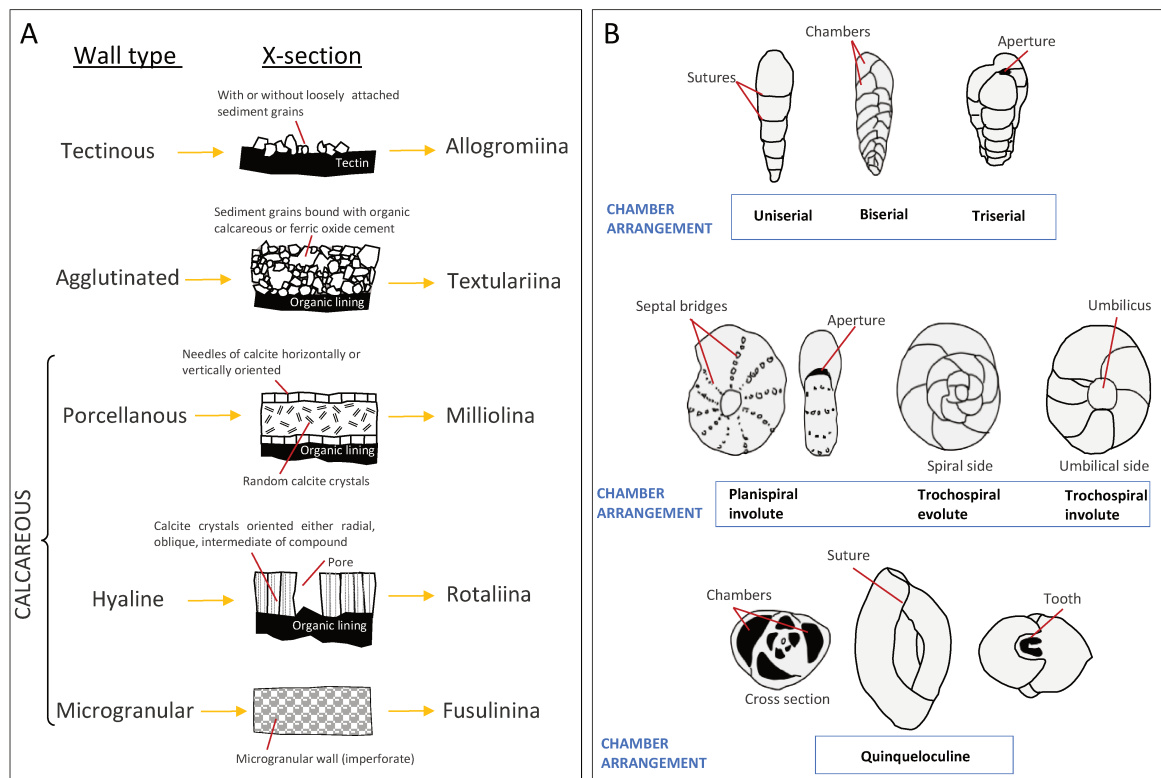 A
Wall type
X-section
With or without loosely attached
sediment grains
Tectinous
Tectin
Allogromiina
Sediment grains bound with organic
calcareous or ferric oxide cement
Agglutinated
Organic lining
Textulariina
CALCAREOUS
Needles of calcite horizontally or
vertically oriented
Porcellanous
Organic lining
Milliolina
Random calcite crystals
Calcite crystals oriented either radial,
oblique, intermediate of compound
Pore
Hyaline
Organic lining
Rotaliina
Microgranular
Fusulinina
Microgranular wall (imperforate)
B
Chambers
Aperture
Sutures
CHAMBER
ARRANGEMENT
Uniserial
Biserial
Triserial
Septal bridges
Aperture
Umbilicus
Spiral side
Umbilical side
CHAMBER
ARRANGEMENT
Planispiral
involute
Trochospiral
evolute
Trochospiral
involute
Suture
Chambers
Tooth
Cross section
CHAMBER
ARRANGEMENT
Quinqueloculine